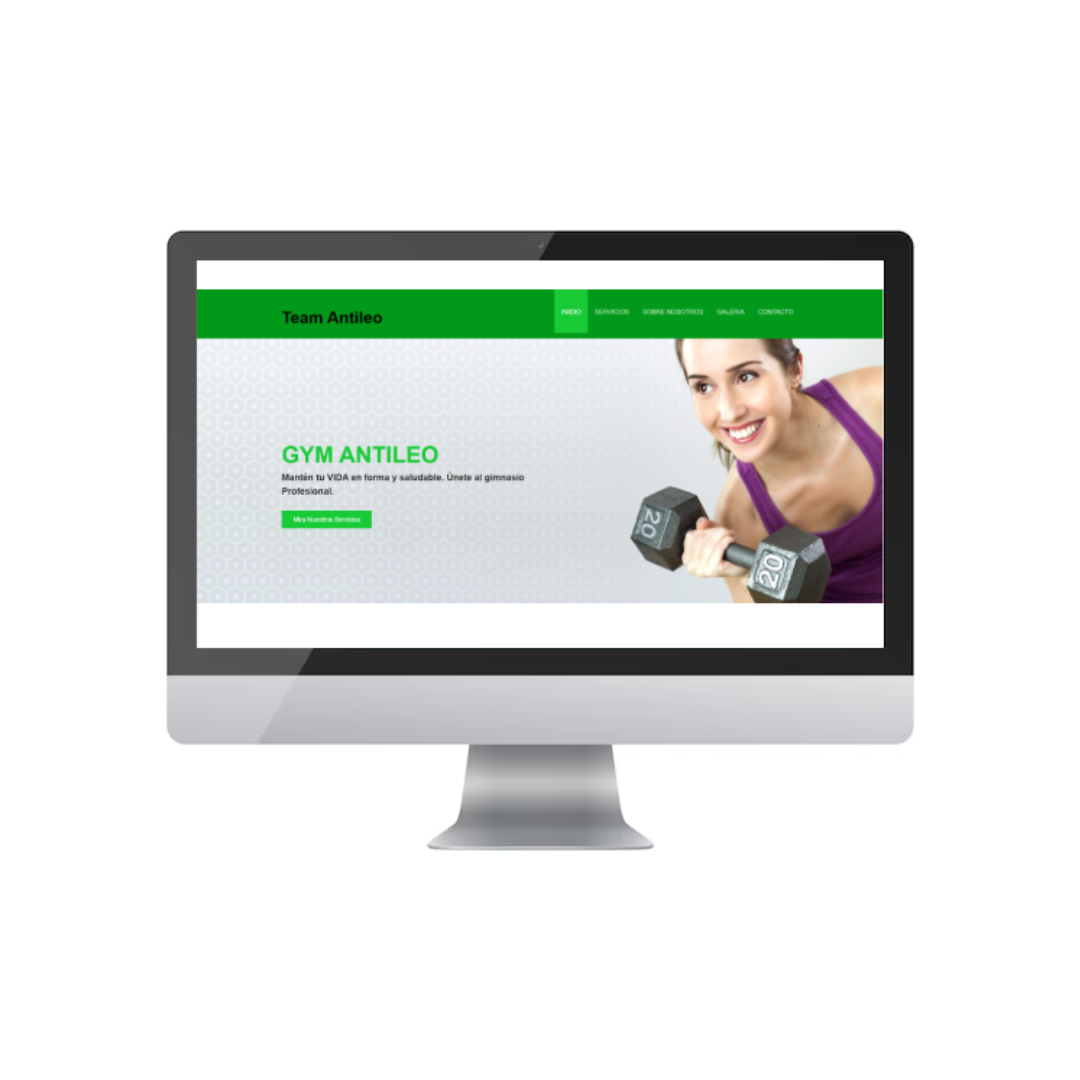 Team Antileo
INICIO SERVICIOS SOBRE NOSOTROS GALERIA CONTACTO
GYM ANTILEO
Mantén tu VIDA en forma y saludable. Únete al gimnasio
Profesional.
Mira Nuestros Servicios
20
20